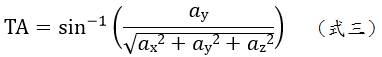 TA = sin⁻¹ ( a_y / √(a_x² + a_y² + a_z²) ) (式三)